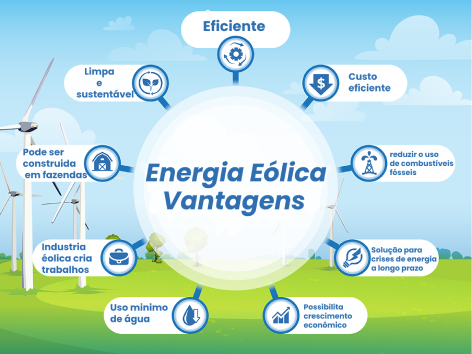 Eficiente
Limpa
e
sustentável
Custo
eficiente
Pode ser
construida
em fazendas
reduzir o uso
de combustíveis
fósseis
Energia Eólica
Vantagens
Industria
éolica cria
trabalhos
Solução para
crises de energia
a longo prazo
Uso minimo
de água
Possibilita
crescimento
econômico